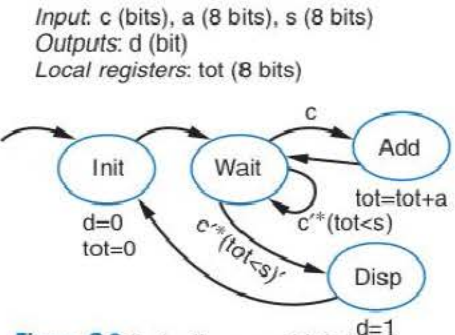 Input: c (bits), a (8 bits), s (8 bits)
Outputs: d (bit)
Local registers: tot (8 bits)
c
Init
Wait
Add
d=0
tot=0
tot=tot+a
c'*(tot<s)
c'*(tot<s)'
Disp
d=1